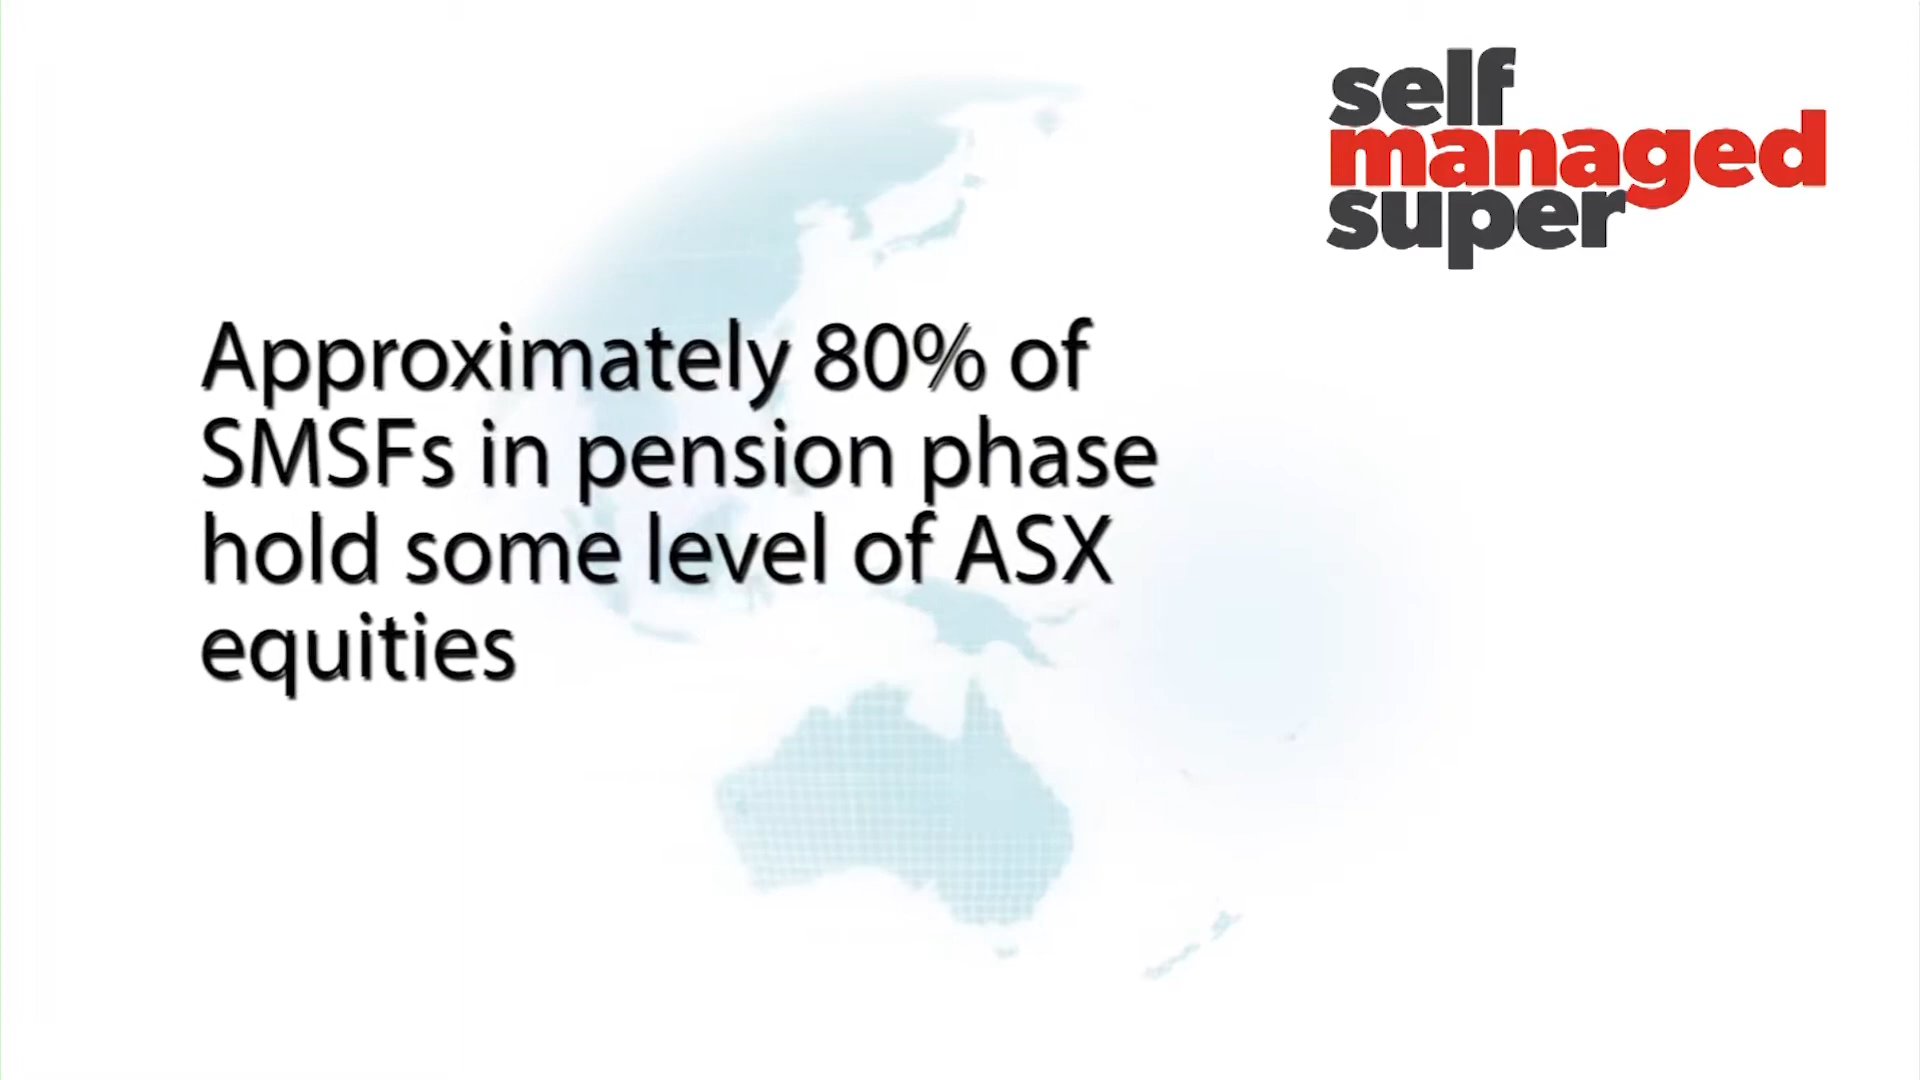 self
managed
super
Approximately 80% of
SMSFs in pension phase
hold some level of ASX
equities